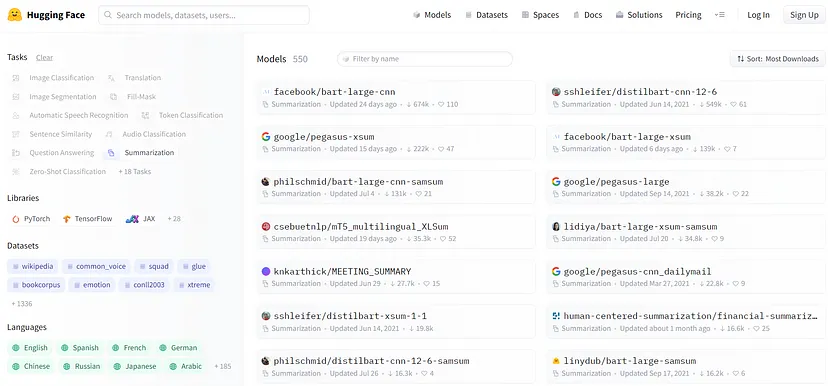 Hugging Face
Search models, datasets, users...
Models
Datasets
Spaces
Docs
Solutions
Pricing
Log In
Sign Up
Tasks Clear
Image Classification Translation
Image Segmentation Fill-Mask
Automatic Speech Recognition Token Classification
Sentence Similarity Audio Classification
Question Answering Summarization
Zero-Shot Classification + 18 Tasks
Libraries
PyTorch TensorFlow JAX + 28
Datasets
wikipedia common_voice squad glue
bookcorpus emotion conll2003 xtreme
+ 1336
Languages
English Spanish French German
Chinese Russian Japanese Arabic + 185
Models 550
Filter by name
Sort: Most Downloads
facebook/bart-large-cnn
Summarization • Updated 24 days ago • ↓ 674k • ♡ 110
sshleifer/distilbart-cnn-12-6
Summarization • Updated Jun 14, 2021 • ↓ 549k • ♡ 61
google/pegasus-xsum
Summarization • Updated 15 days ago • ↓ 222k • ♡ 47
facebook/bart-large-xsum
Summarization • Updated 6 days ago • ↓ 139k • ♡ 7
philschmid/bart-large-cnn-samsum
Summarization • Updated Jul 4 • ↓ 131k • ♡ 21
google/pegasus-large
Summarization • Updated Sep 14, 2021 • ↓ 38.2k • ♡ 22
csebuetnlp/mT5_multilingual_XLSum
Summarization • Updated 19 days ago • ↓ 35.3k • ♡ 52
lidiya/bart-large-xsum-samsum
Summarization • Updated Jul 20 • ↓ 34.8k • ♡ 9
knkarthick/MEETING_SUMMARY
Summarization • Updated Jun 29 • ↓ 27.7k • ♡ 15
google/pegasus-cnn_dailymail
Summarization • Updated Mar 27, 2021 • ↓ 22.8k • ♡ 9
sshleifer/distilbart-xsum-1-1
Summarization • Updated Jun 14, 2021 • ↓ 19.8k
human-centered-summarization/financial-summariz...
Summarization • Updated about 1 month ago • ↓ 16.6k • ♡ 25
philschmid/distilbart-cnn-12-6-samsum
Summarization • Updated Jul 26 • ↓ 16.3k • ♡ 4
linydub/bart-large-samsum
Summarization • Updated Sep 17, 2021 • ↓ 16.2k • ♡ 6